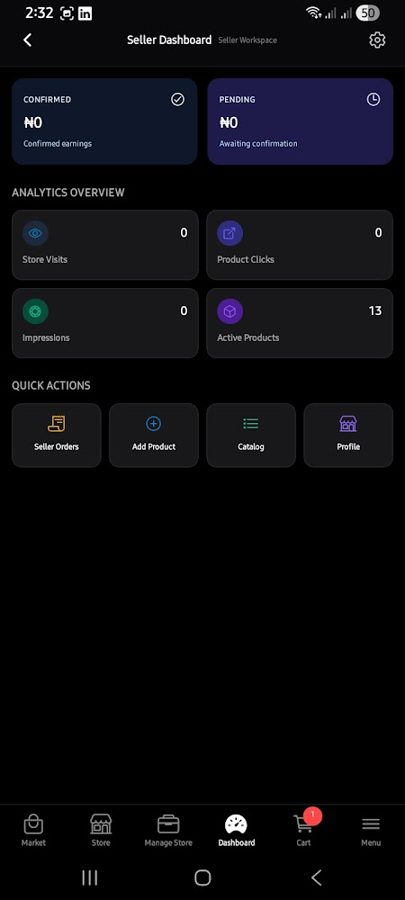 2:32
in
50
Seller Dashboard Seller Workspace
CONFIRMED
₦0
Confirmed earnings
PENDING
₦0
Awaiting confirmation
ANALYTICS OVERVIEW
0
Store Visits
0
Product Clicks
0
Impressions
13
Active Products
QUICK ACTIONS
Seller Orders
Add Product
Catalog
Profile
Market
Store
Manage Store
Dashboard
1
Cart
Menu